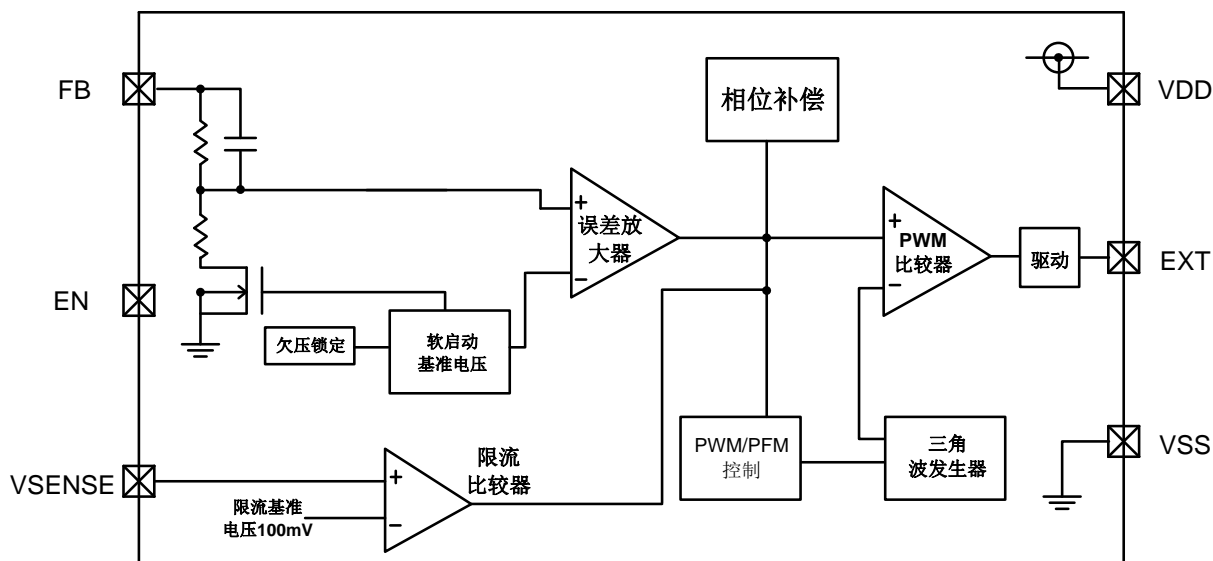 FB
相位补偿
VDD
+
误差放
大器
−
+
PWM
比较器
−
驱动
EXT
EN
欠压锁定
软启动
基准电压
PWM/PFM
控制
三角
波发生器
VSS
VSENSE
+
−
限流
比较器
限流基准
电压100mV